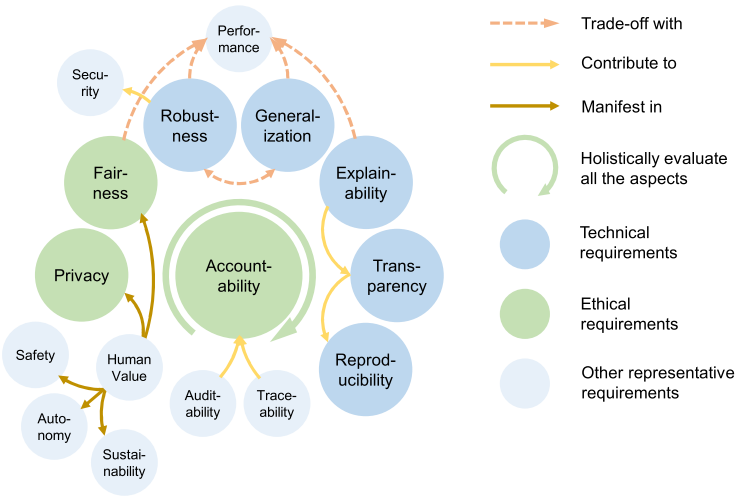 Perfor-
mance
Secu-
rity
Robust-
ness
General-
ization
Fair-
ness
Explain-
ability
Privacy
Account-
ability
Trans-
parency
Safety
Human
Value
Reprod-
ucibility
Audit-
ability
Trace-
ability
Auto-
nomy
Sustai-
nability
Trade-off with
Contribute to
Manifest in
Holistically evaluate
all the aspects
Technical
requirements
Ethical
requirements
Other representative
requirements